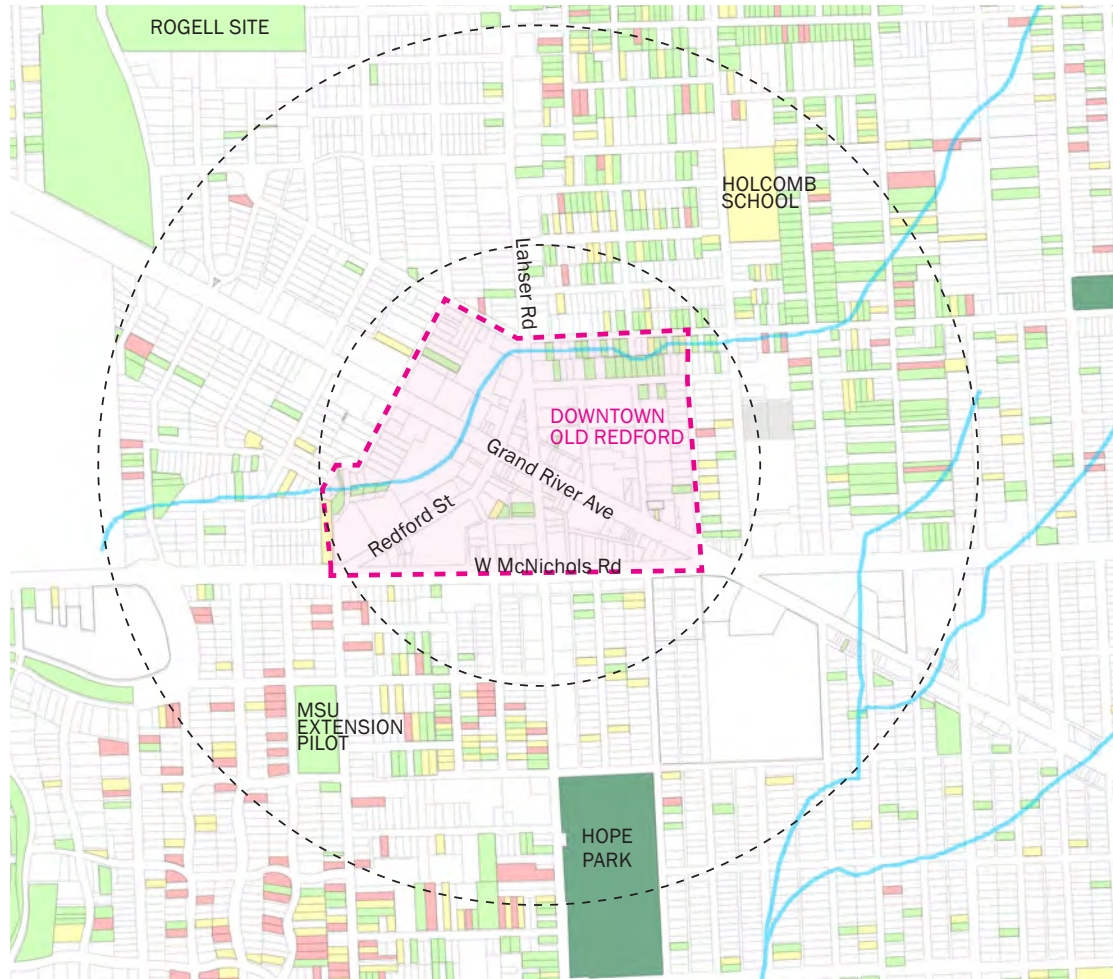 ROGELL SITE
HOLCOMB
SCHOOL
Lahser Rd
DOWNTOWN
OLD REDFORD
Grand River Ave
Redford St
W McNichols Rd
MSU
EXTENSION
PILOT
HOPE
PARK